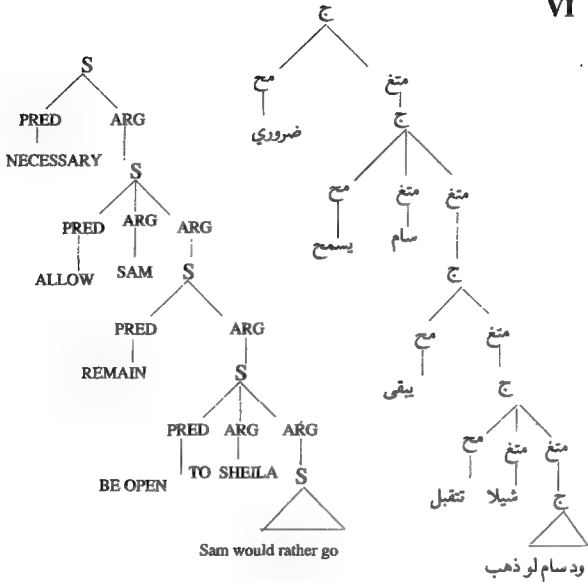 VI
S
PRED ARG
NECESSARY
S
PRED ARG ARG
ALLOW SAM
S
PRED ARG
REMAIN
S
PRED ARG ARG
BE OPEN TO SHEILA S
Sam would rather go
ج
مح متغ
ضروري ج
مح متغ متغ
يسمح سام
ج
مح متغ
يبقى ج
مح متغ متغ
تتقبل شيلا ج
ود سام لو ذهب